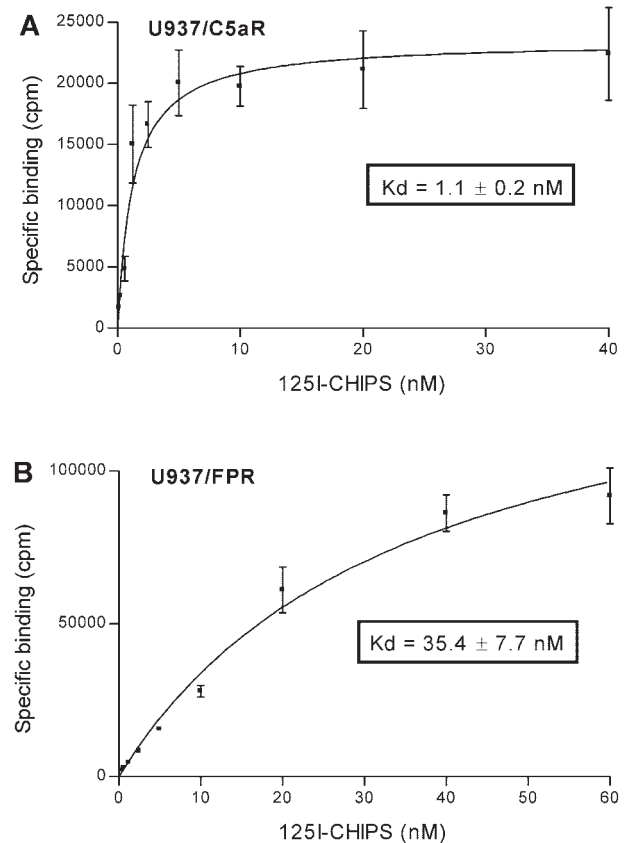 A
U937/C5aR
25000
20000
15000
10000
5000
0
Specific binding (cpm)
Kd = 1.1 ± 0.2 nM
0 10 20 30 40
125I-CHIPS (nM)
B
U937/FPR
100000
50000
0
Specific binding (cpm)
Kd = 35.4 ± 7.7 nM
0 10 20 30 40 50 60
125I-CHIPS (nM)